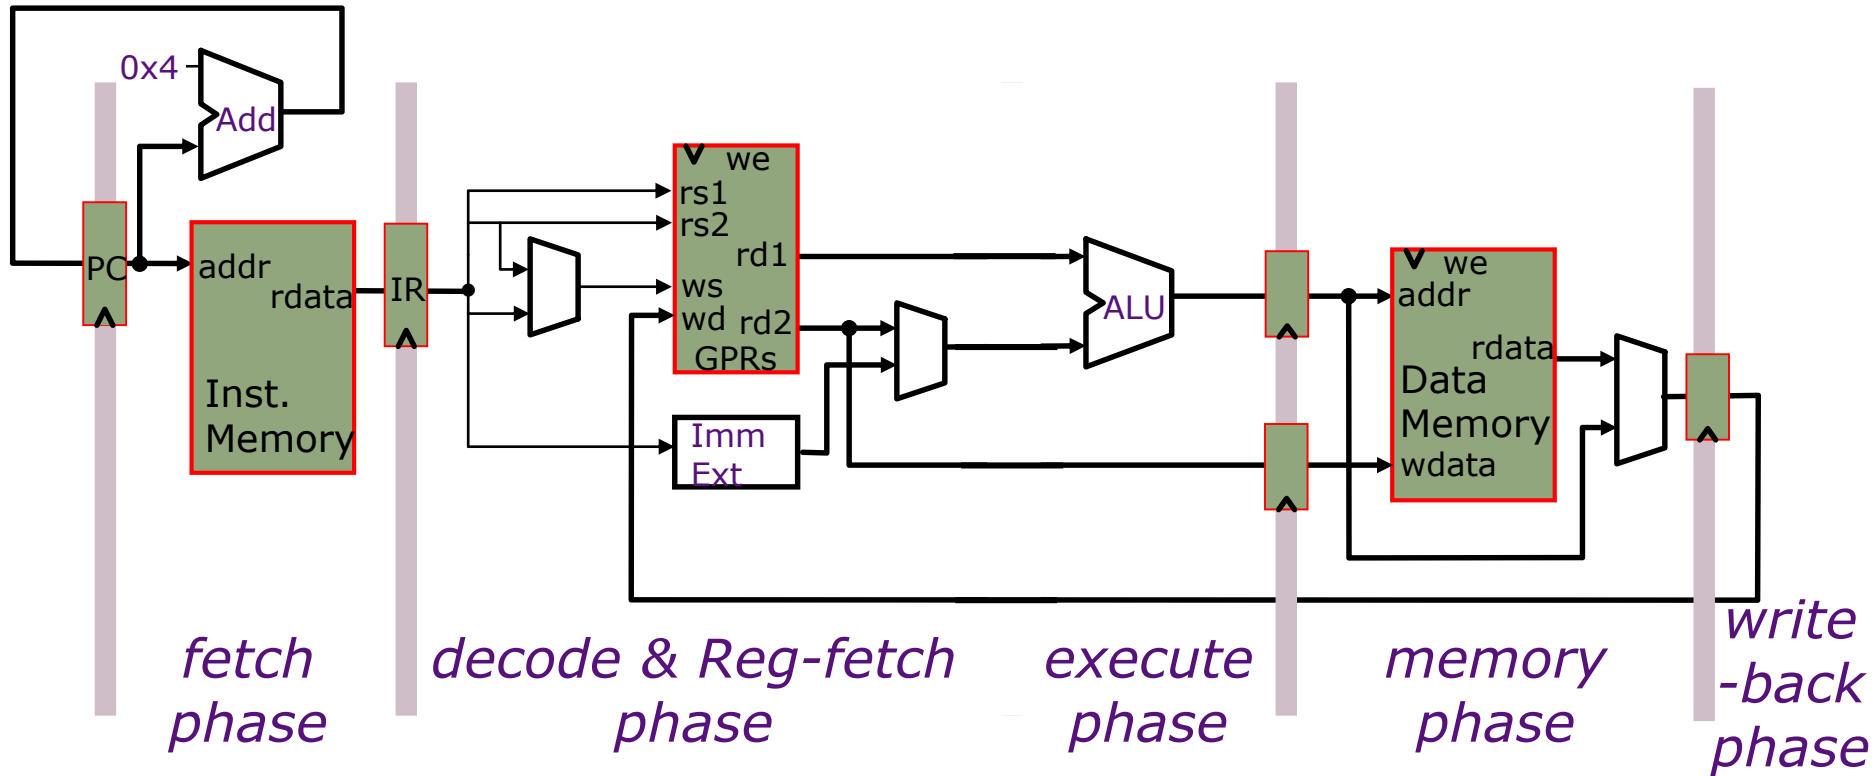 0x4
Add
PC
addr
rdata
Inst.
Memory
IR
we
rs1
rs2
rd1
ws
wd
rd2
GPRs
Imm
Ext
ALU
we
addr
rdata
Data
Memory
wdata
fetch
phase
decode & Reg-fetch
phase
execute
phase
memory
phase
write
-back
phase